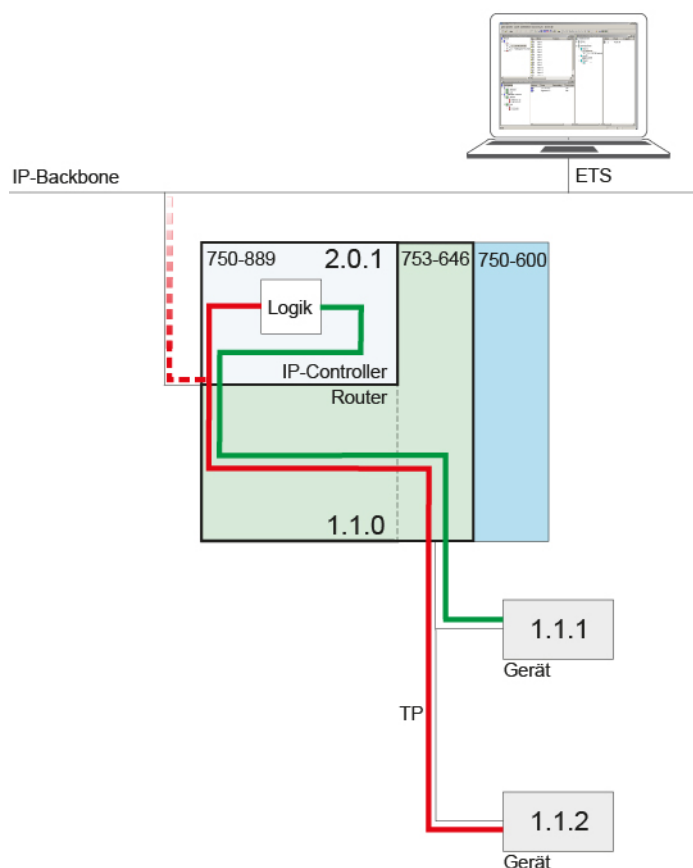 IP-Backbone
ETS
750-889
2.0.1
753-646
750-600
Logik
IP-Controller
Router
1.1.0
1.1.1
Gerät
TP
1.1.2
Gerät